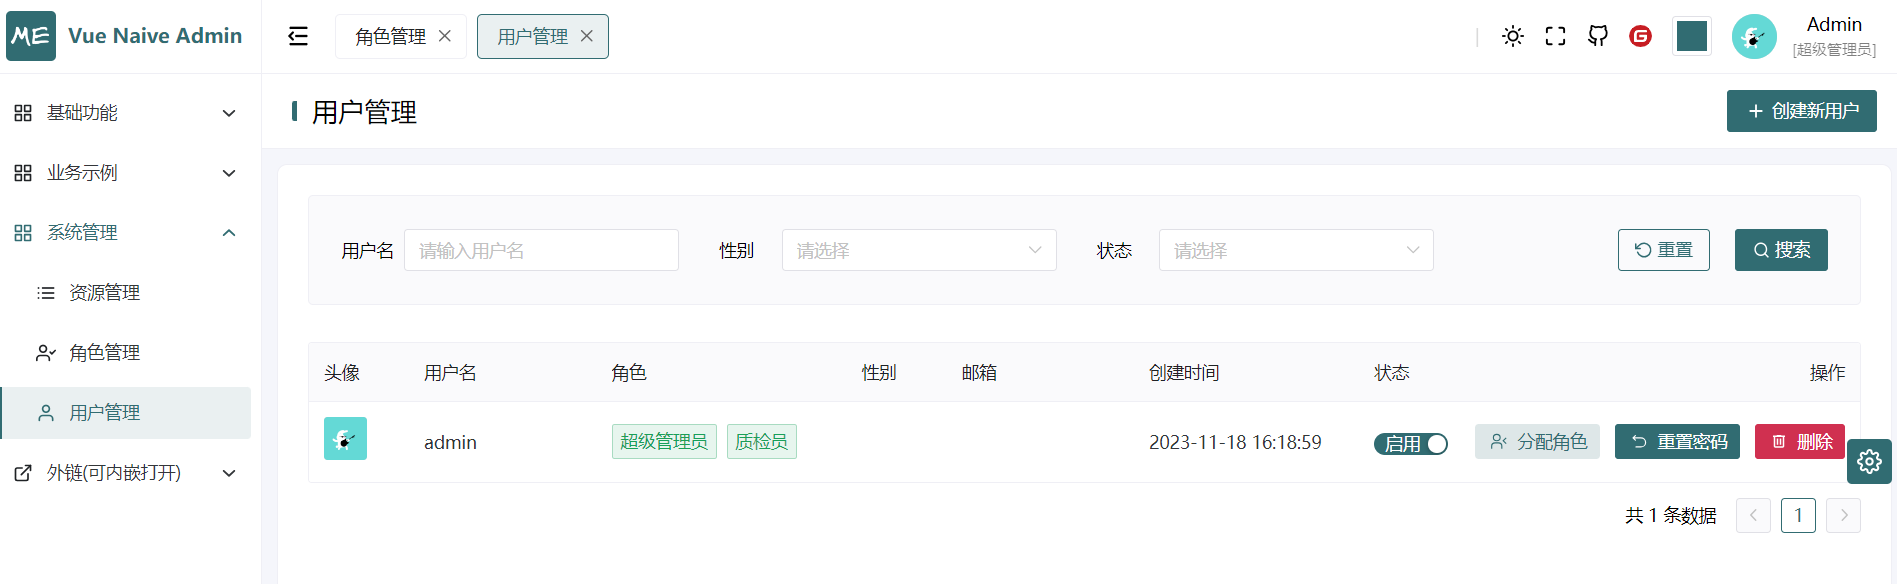 ME Vue Naive Admin
角色管理
用户管理
Admin
[超级管理员]
基础功能
业务示例
系统管理
资源管理
角色管理
用户管理
外链(可内嵌打开)
用户管理
创建新用户
用户名 请输入用户名 性别 请选择 状态 请选择 重置 搜索
头像 用户名 角色 性别 邮箱 创建时间 状态 操作
admin 超级管理员 质检员 2023-11-18 16:18:59 启用 分配角色 重置密码 删除
共 1 条数据 1